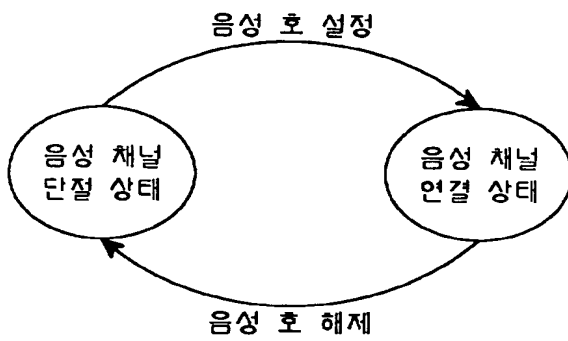 음성 호 설정
음성 채널
단절 상태
음성 채널
연결 상태
음성 호 해제